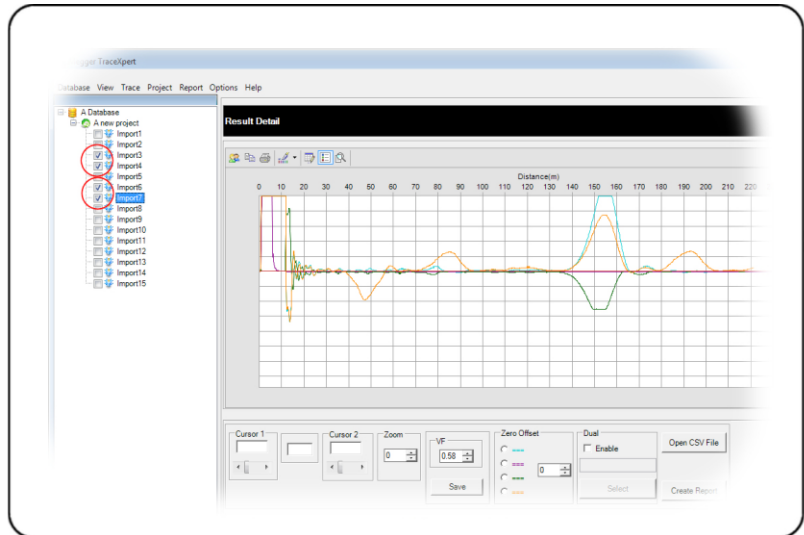 TraceXpert
Database View Trace Project Report Options Help
A Database
A new project
Import1
Import2
Import3
Import4
Import5
Import6
Import7
Import8
Import9
Import10
Import11
Import12
Import13
Import14
Import15
Result Detail
Distance(m)
0 10 20 30 40 50 60 70 80 90 100 110 120 130 140 150 160 170 180 190 200 210 220
Cursor 1
Cursor 2
Zoom
0
VF
0.58
Save
Zero Offset
0
Dual
Enable
Select
Open CSV File
Create Report